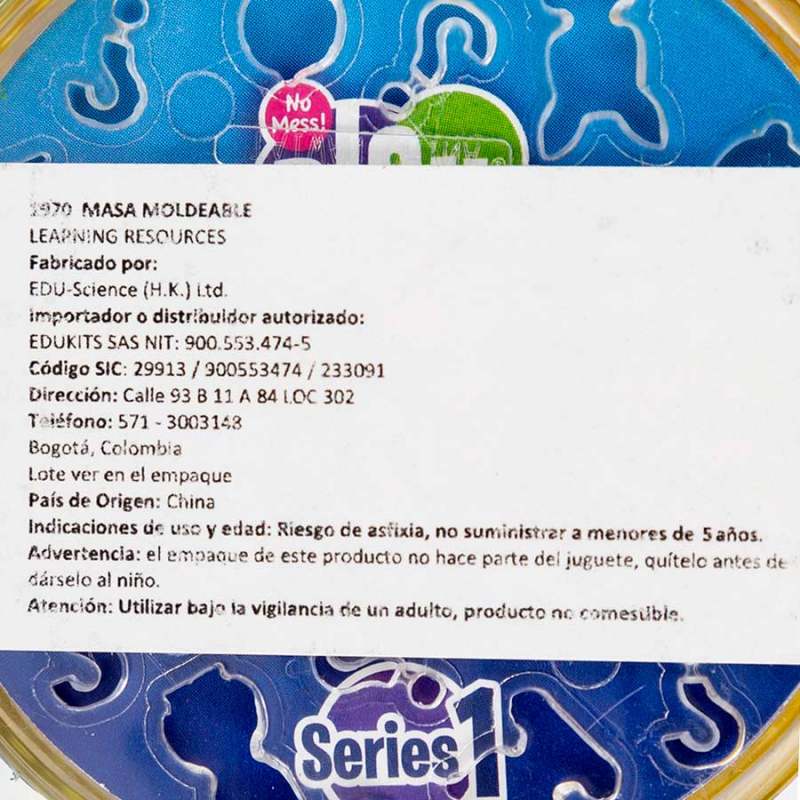 No
Mess!
1970 MASA MOLDEABLE
LEARNING RESOURCES
Fabricado por:
EDU-Science (H.K.) Ltd.
Importador o distribuidor autorizado:
EDUKITS SAS NIT: 900.553.474-5
Código SIC: 29913 / 900553474 / 233091
Dirección: Calle 93 B 11 A 84 LOC 302
Teléfono: 571 - 3003148
Bogotá, Colombia
Lote ver en el empaque
País de Origen: China
Indicaciones de uso y edad: Riesgo de asfixia, no suministrar a menores de 5 años.
Advertencia: el empaque de este producto no hace parte del juguete, quítelo antes de
dárselo al niño.
Atención: Utilizar bajo la vigilancia de un adulto, producto no comestible.
Series 1